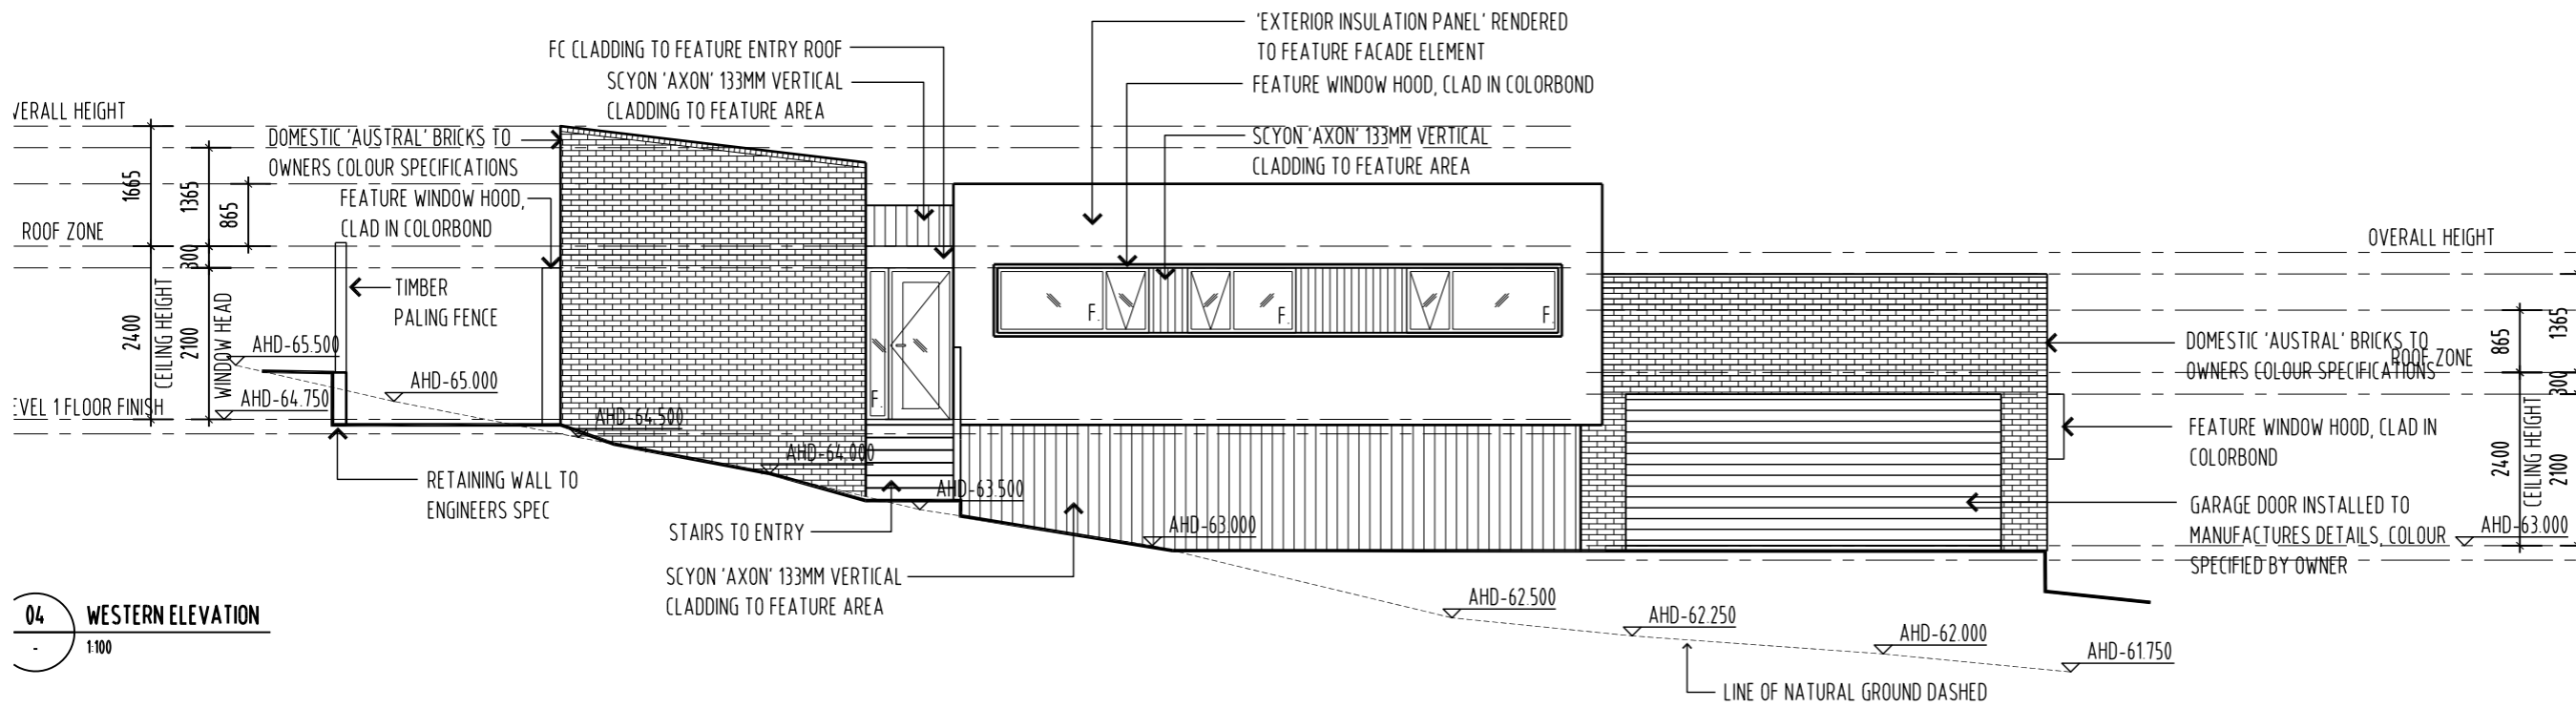 'EXTERIOR INSULATION PANEL' RENDERED
TO FEATURE FACADE ELEMENT
FC CLADDING TO FEATURE ENTRY ROOF
SCYON 'AXON' 133MM VERTICAL
CLADDING TO FEATURE AREA
FEATURE WINDOW HOOD, CLAD IN COLORBOND
VERALL HEIGHT
DOMESTIC 'AUSTRAL' BRICKS TO
OWNERS COLOUR SPECIFICATIONS
SCYON 'AXON' 133MM VERTICAL
CLADDING TO FEATURE AREA
FEATURE WINDOW HOOD,
CLAD IN COLORBOND
1665
1365
865
ROOF ZONE
300
2400
CEILING HEIGHT
2100
WINDOW HEAD
TIMBER
PALING FENCE
AHD-65.500
AHD-65.000
AHD-64.750
EVEL 1 FLOOR FINISH
AHD-64.500
AHD-64.000
AHD-63.500
AHD-63.000
F.
F.
F.
F.
OVERALL HEIGHT
DOMESTIC 'AUSTRAL' BRICKS TO
OWNERS COLOUR SPECIFICATIONS
ROOF ZONE
865
1365
300
2400
CEILING HEIGHT
2100
FEATURE WINDOW HOOD, CLAD IN
COLORBOND
GARAGE DOOR INSTALLED TO
MANUFACTURES DETAILS, COLOUR
SPECIFIED BY OWNER
AHD-63.000
RETAINING WALL TO
ENGINEERS SPEC
STAIRS TO ENTRY
SCYON 'AXON' 133MM VERTICAL
CLADDING TO FEATURE AREA
AHD-62.500
AHD-62.250
AHD-62.000
AHD-61.750
LINE OF NATURAL GROUND DASHED
04
-
WESTERN ELEVATION
1:100